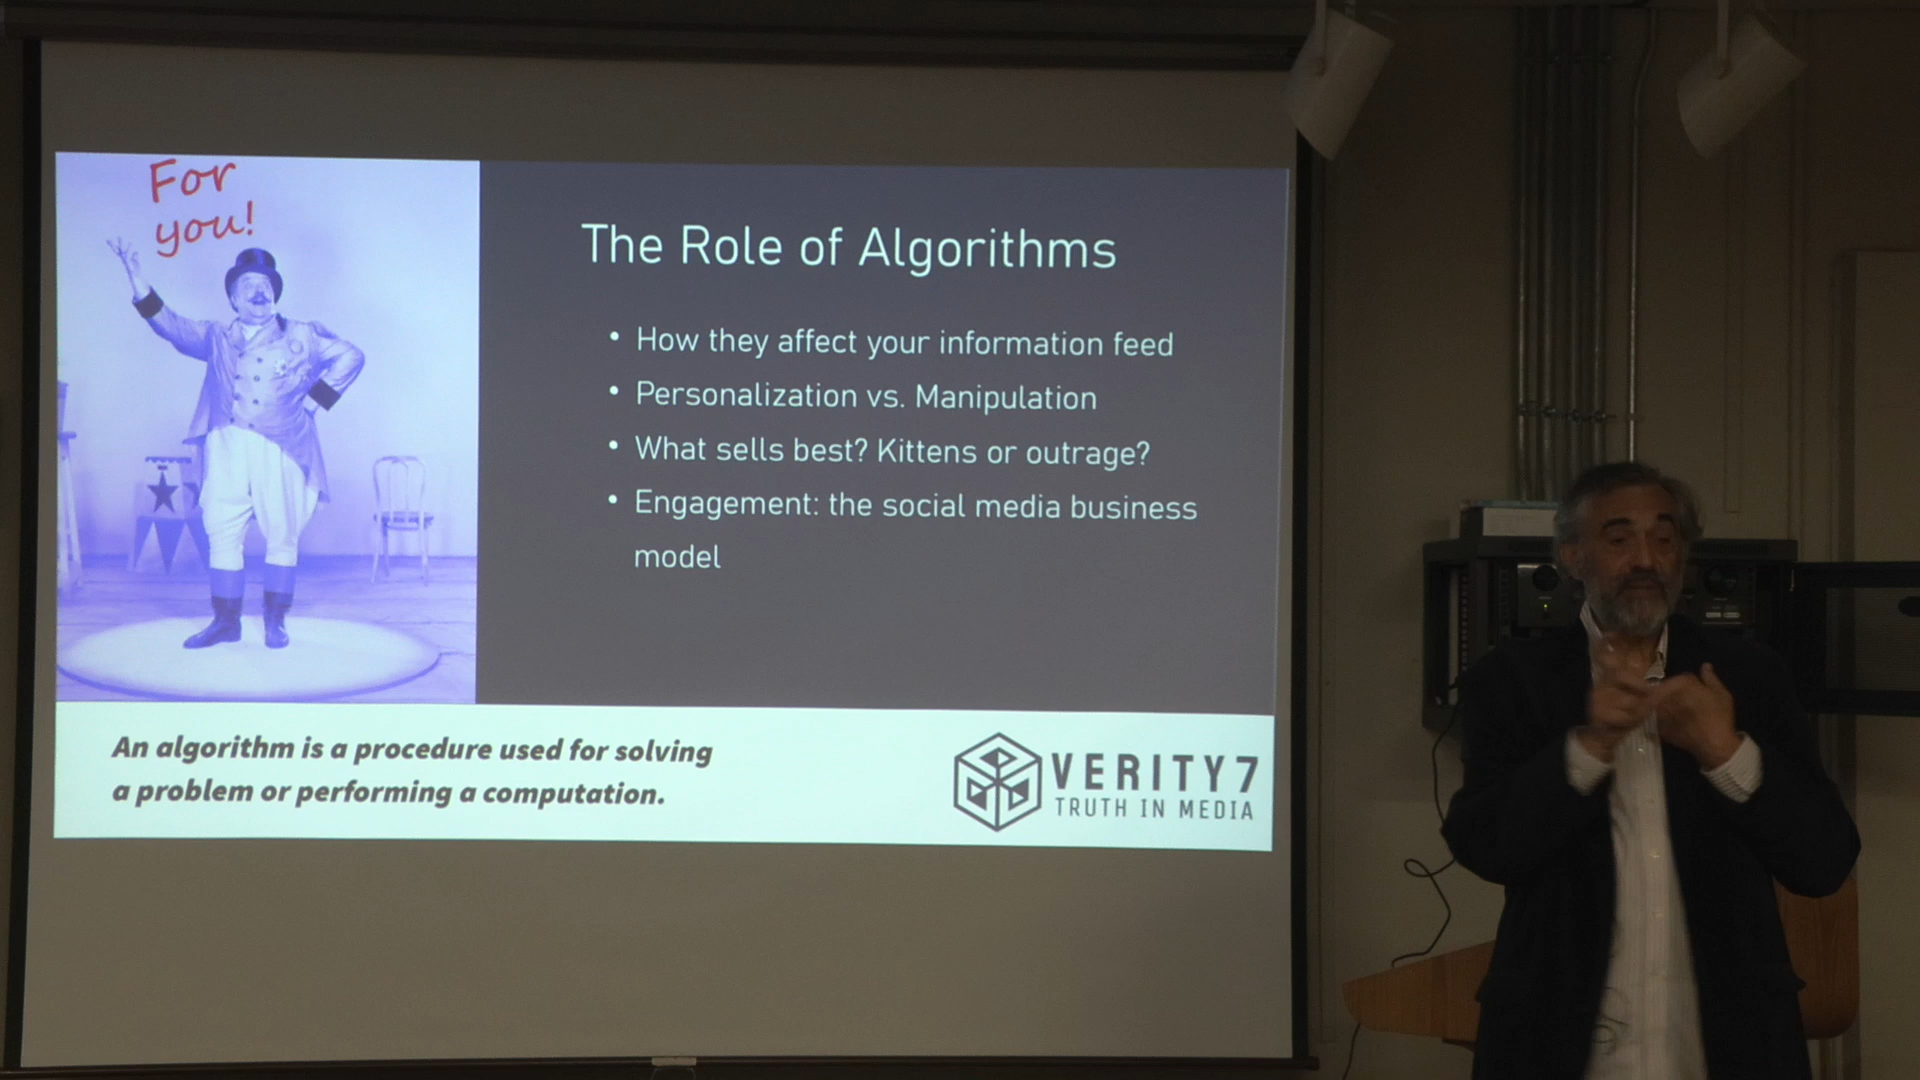 For
you!
The Role of Algorithms
• How they affect your information feed
• Personalization vs. Manipulation
• What sells best? Kittens or outrage?
• Engagement: the social media business
model
An algorithm is a procedure used for solving
a problem or performing a computation.
VERITY7
TRUTH IN MEDIA